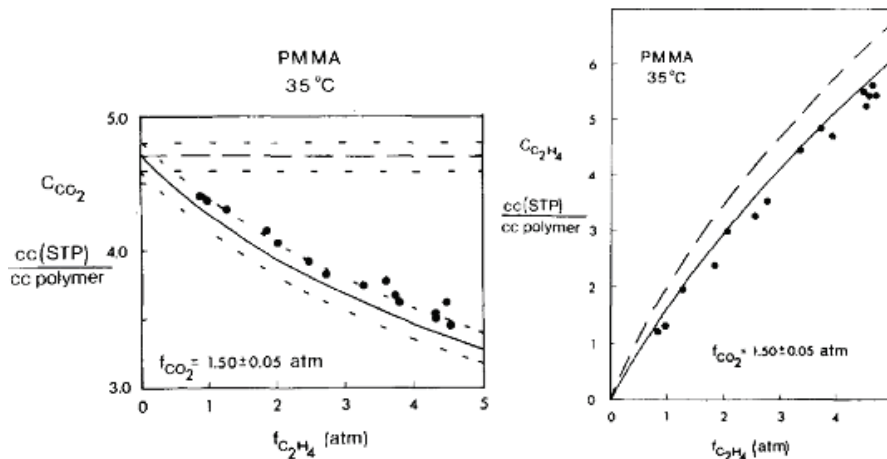 PMMA
35°C
5.0
4.0
3.0
C_CO₂
cc(STP)
cc polymer
f_CO₂= 1.50±0.05 atm
0 1 2 3 4 5
f_C₂H₄ (atm)
PMMA
35°C
6
5
4
3
2
1
0
C_C₂H₄
cc(STP)
cc polymer
f_CO₂= 1.50±0.05 atm
0 1 2 3 4
f_C₂H₄ (atm)